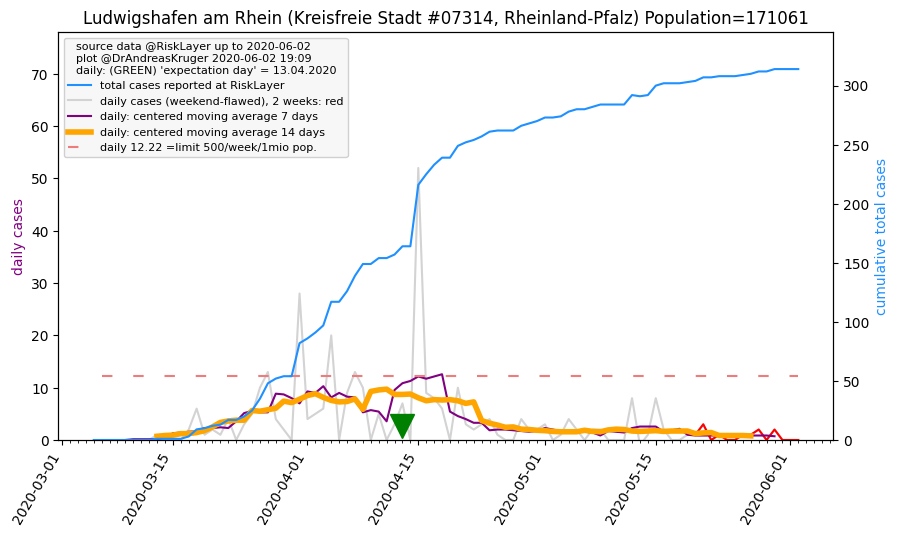 Ludwigshafen am Rhein (Kreisfreie Stadt #07314, Rheinland-Pfalz) Population=171061
source data @RiskLayer up to 2020-06-02
plot @DrAndreasKruger 2020-06-02 19:09
daily: (GREEN) 'expectation day' = 13.04.2020
total cases reported at RiskLayer
daily cases (weekend-flawed), 2 weeks: red
daily: centered moving average 7 days
daily: centered moving average 14 days
daily 12.22 =limit 500/week/1mio pop.
daily cases
70
60
50
40
30
20
10
0
cumulative total cases
300
250
200
150
100
50
0
2020-03-01
2020-03-15
2020-04-01
2020-04-15
2020-05-01
2020-05-15
2020-06-01